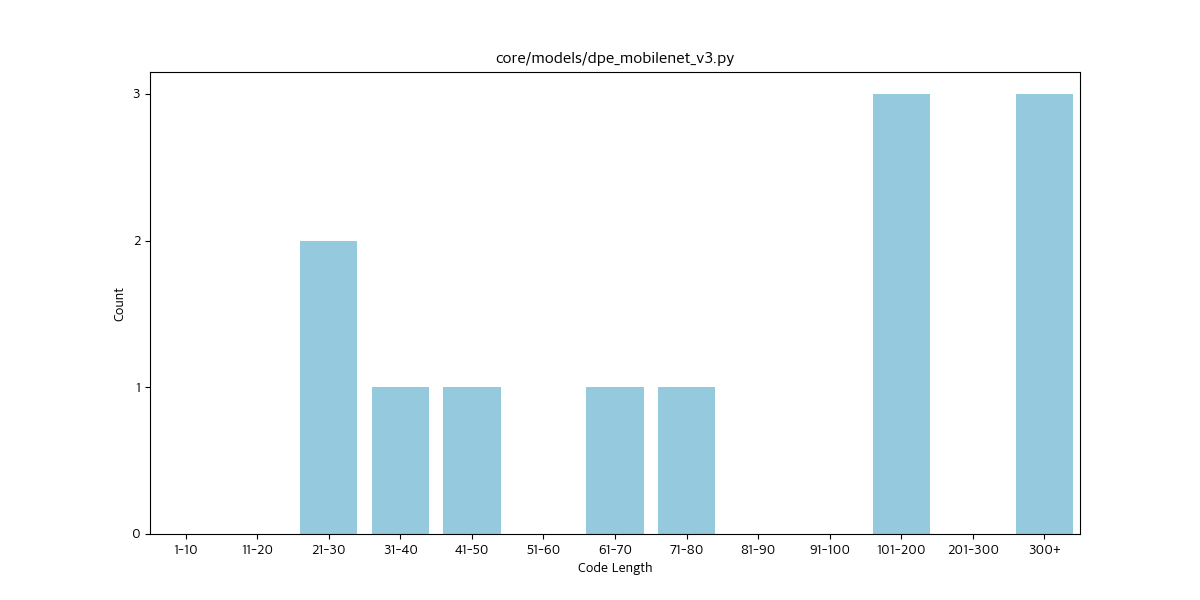 core/models/dpe_mobilenet_v3.py
3
2
1
0
Count
1-10 11-20 21-30 31-40 41-50 51-60 61-70 71-80 81-90 91-100 101-200 201-300 300+
Code Length